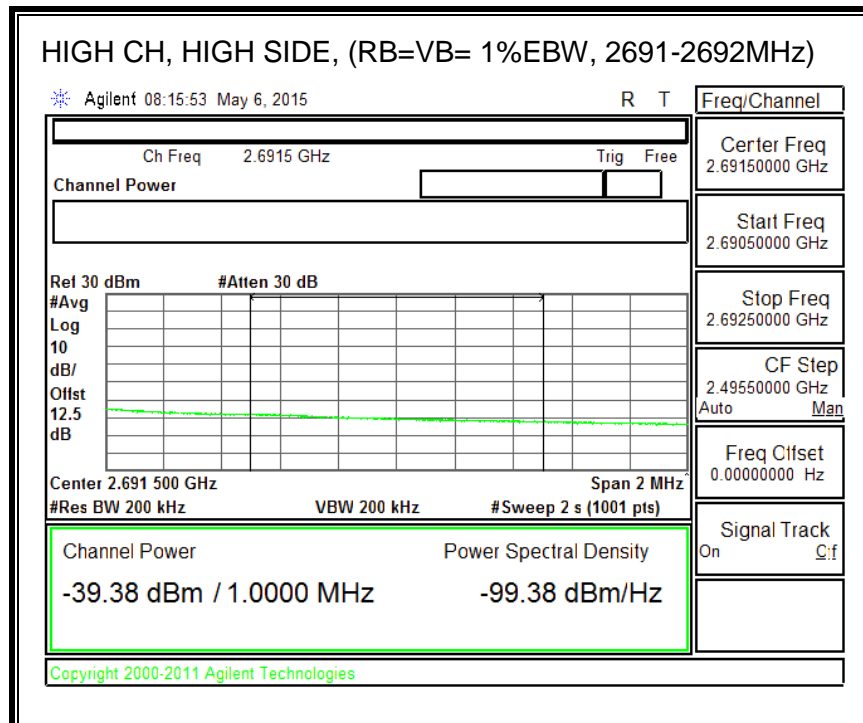 HIGH CH, HIGH SIDE, (RB=VB= 1%EBW, 2691-2692MHz)
Agilent 08:15:53 May 6, 2015 R T
Freq/Channel
Ch Freq 2.6915 GHz Trig Free
Channel Power
Center Freq
2.69150000 GHz
Start Freq
2.69050000 GHz
Stop Freq
2.69250000 GHz
CF Step
2.49550000 GHz
Auto Man
Freq Offset
0.00000000 Hz
Signal Track
On Off
Ref 30 dBm #Atten 30 dB
#Avg
Log
10
dB/
Offst
12.5
dB
Center 2.691 500 GHz Span 2 MHz
#Res BW 200 kHz VBW 200 kHz #Sweep 2 s (1001 pts)
Channel Power Power Spectral Density
-39.38 dBm / 1.0000 MHz -99.38 dBm/Hz
Copyright 2000-2011 Agilent Technologies